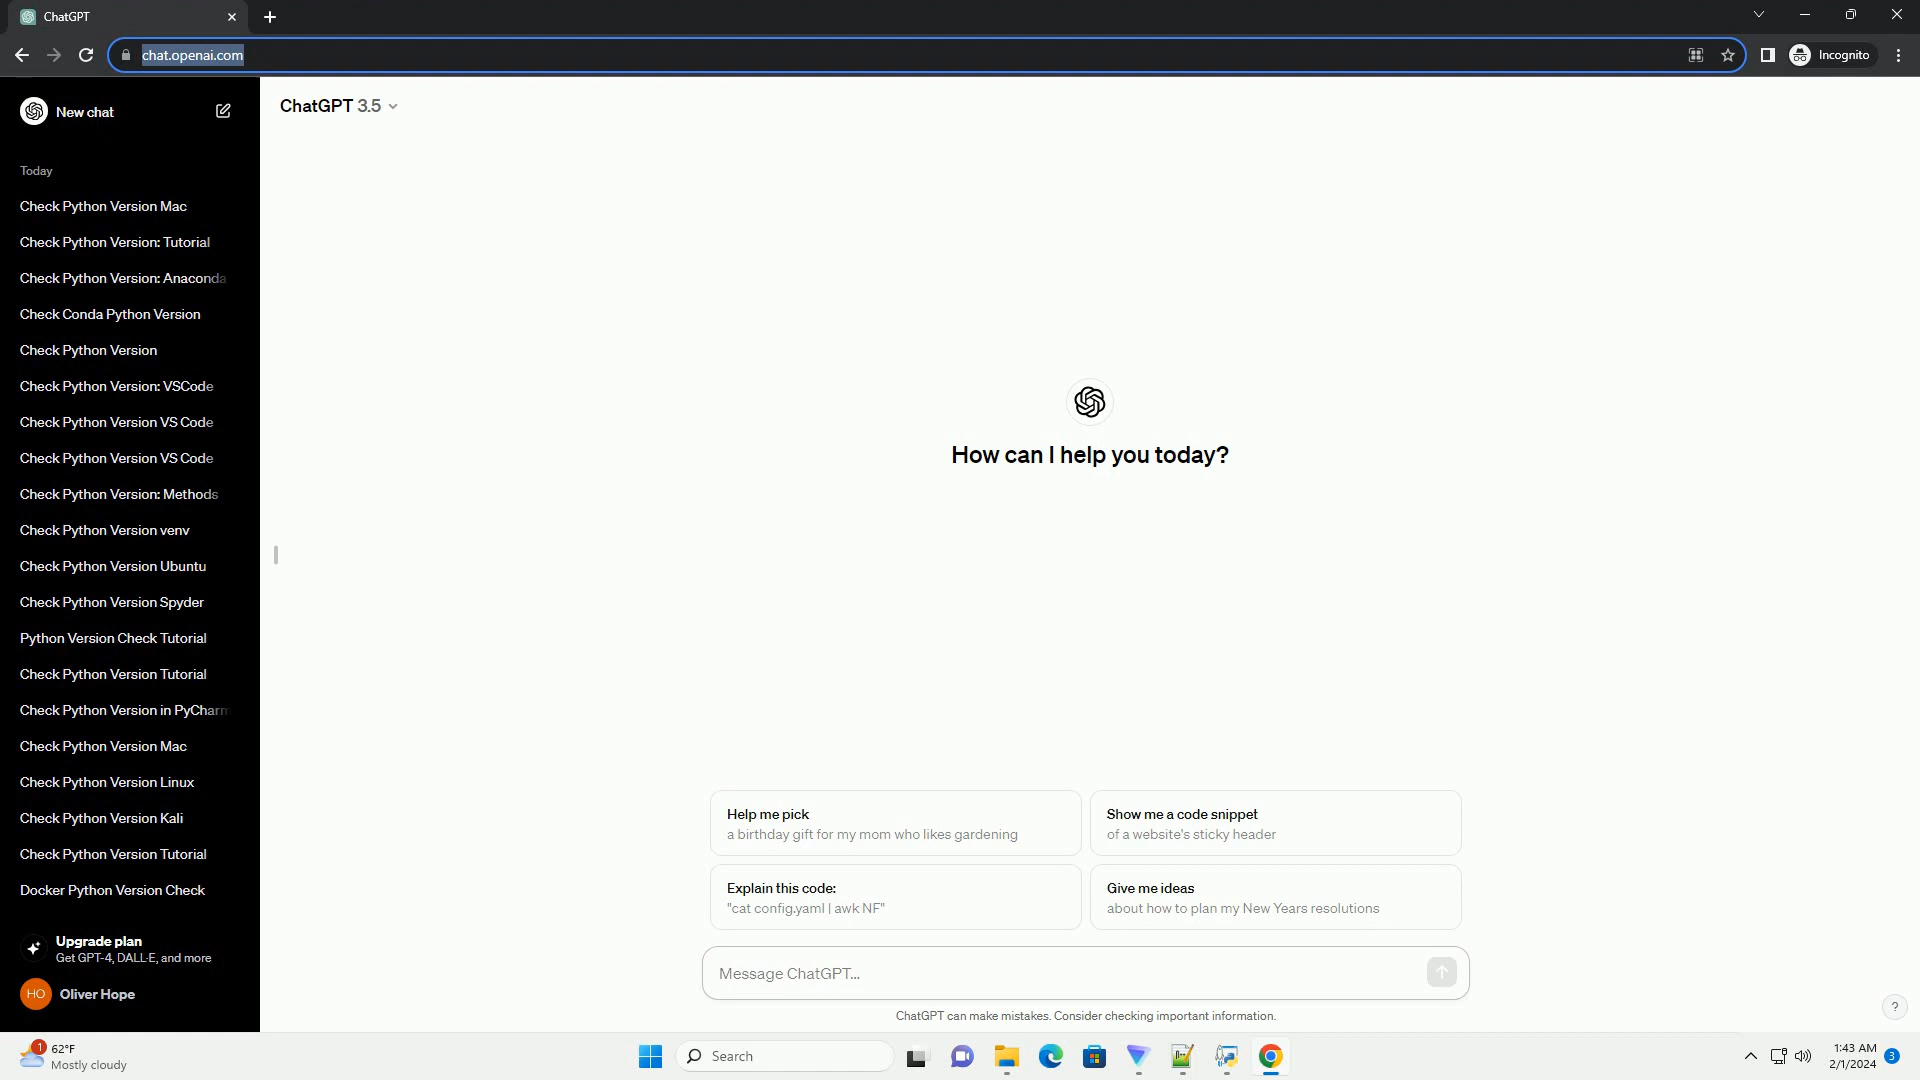 ChatGPT
chat.openai.com
Incognito
New chat
ChatGPT 3.5
Today
Check Python Version Mac
Check Python Version: Tutorial
Check Python Version: Anaconda
Check Conda Python Version
Check Python Version
Check Python Version: VSCode
Check Python Version VS Code
Check Python Version VS Code
Check Python Version: Methods
Check Python Version venv
Check Python Version Ubuntu
Check Python Version Spyder
Python Version Check Tutorial
Check Python Version Tutorial
Check Python Version in PyCharm
Check Python Version Mac
Check Python Version Linux
Check Python Version Kali
Check Python Version Tutorial
Docker Python Version Check
Upgrade plan
Get GPT-4, DALL·E, and more
HO
Oliver Hope
How can I help you today?
Help me pick
a birthday gift for my mom who likes gardening
Show me a code snippet
of a website's sticky header
Explain this code:
"cat config.yaml | awk NF"
Give me ideas
about how to plan my New Years resolutions
Message ChatGPT...
ChatGPT can make mistakes. Consider checking important information.
?
1
62°F
Mostly cloudy
Search
1:43 AM
2/1/2024
3